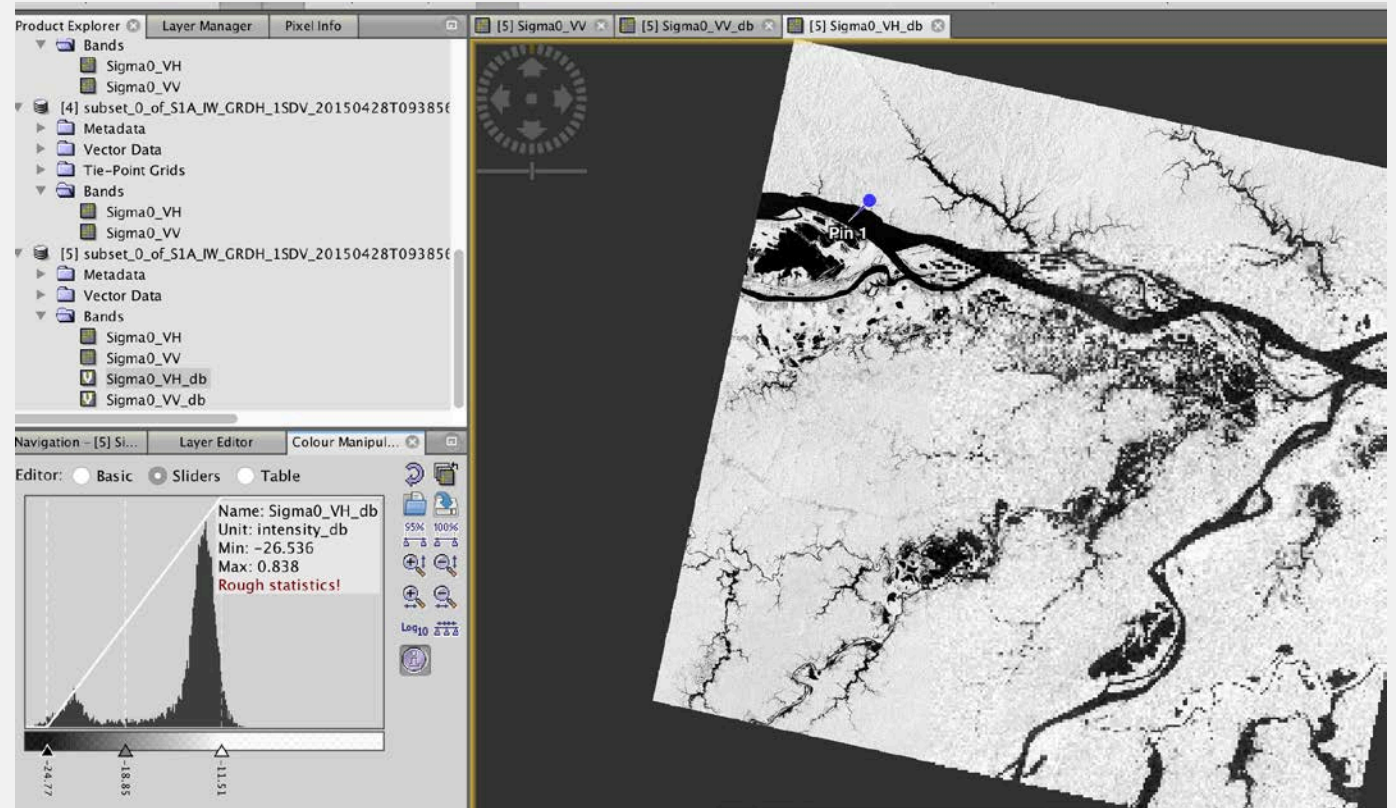 Product Explorer
Layer Manager
Pixel Info
[5] Sigma0_VV
[5] Sigma0_VV_db
[5] Sigma0_VH_db
Bands
Sigma0_VH
Sigma0_VV
[4] subset_0_of_S1A_IW_GRDH_1SDV_20150428T093856
Metadata
Vector Data
Tie-Point Grids
Bands
Sigma0_VH
Sigma0_VV
[5] subset_0_of_S1A_IW_GRDH_1SDV_20150428T093856
Metadata
Vector Data
Bands
Sigma0_VH
Sigma0_VV
Sigma0_VH_db
Sigma0_VV_db
Pin 1
Navigation - [5] Si...
Layer Editor
Colour Manipul...
Editor:
Basic
Sliders
Table
Name: Sigma0_VH_db
Unit: intensity_db
Min: -26.536
Max: 0.838
Rough statistics!
95% 100%
Log10
-24.77
-18.85
-11.51